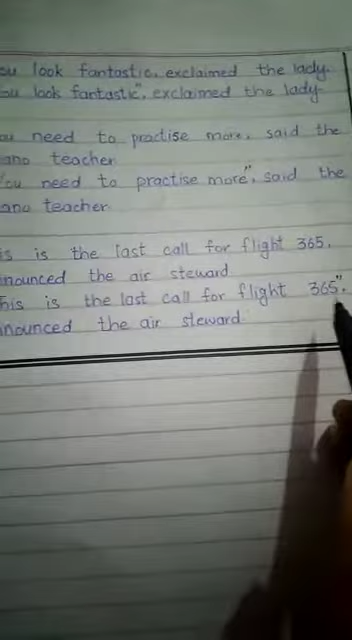 ou look fantastic, exclaimed the lady.
ou look fantastic", exclaimed the lady.
ou need to practise more, said the
ano teacher
You need to practise more", said the
ano teacher
is is the last call for flight 365.
nounced the air steward
his is the last call for flight 365",
nounced the air steward